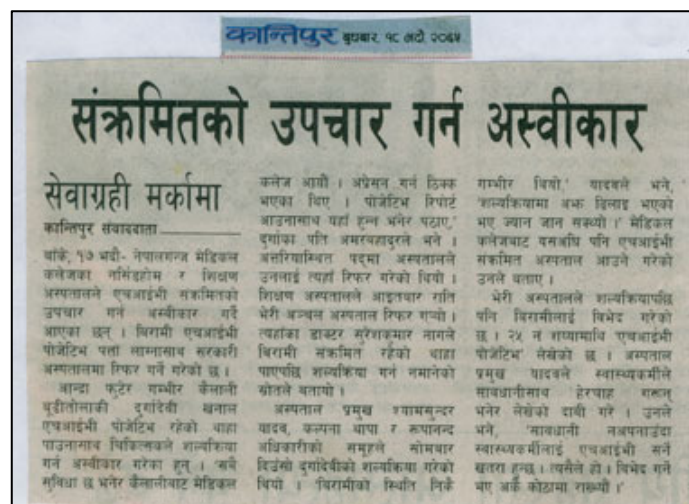 कान्तिपुर बुधबार, १८ भदौ, २०६५
संक्रमितको उपचार गर्न अस्वीकार
सेवाग्राही मर्कामा
कान्तिपुर संवाददाता
बाँके, १७ भदौ- नेपालगन्ज मेडिकल
कलेजका नर्सिङहोम र शिक्षण
अस्पतालले एचआईभी संक्रमितको
उपचार गर्न अस्वीकार गर्दै
आएका छन् । बिरामी एचआईभी
पोजेटिभ पत्ता लाग्नासाथ सरकारी
अस्पतालमा रिफर गर्ने गरेको छ ।
आन्द्रा फुटेर गम्भीर कैलाली
बूढीतोलाकी दुर्गादेवी खनाल
एचआईभी पोजेटिभ रहेको थाहा
पाउनासाथ चिकित्सकले शल्यक्रिया
गर्न अस्वीकार गरेका हुन् । 'सबै
सुविधा छ भनेर कैलालीबाट मेडिकल
कलेज आयौं । अप्रेसन गर्न ठिक्क
भएका थिए । पोजेटिभ रिपोर्ट
आउनासाथ यहाँ हुन्न भनेर पठाए,'
दुर्गाका पति अमरबहादुरले भने ।
अत्तरियास्थित पद्मा अस्पतालले
उनलाई त्यहाँ रिफर गरेको थियो ।
शिक्षण अस्पतालले आइतबार राति
भेरी अञ्चल अस्पताल रिफर गर्‍यो ।
त्यहाँका डाक्टर सुरेशकुमार नागले
बिरामी संक्रमित रहेको थाहा
पाएपछि शल्यक्रिया गर्न नमानेको
स्रोतले बतायो ।
अस्पताल प्रमुख श्यामसुन्दर
यादव, कल्पना थापा र रूपानन्द
अधिकारीको समूहले सोमबार
दिउँसो दुर्गादेवीको शल्यक्रिया गरेको
थियो । 'बिरामीको स्थिति निकै
गम्भीर थियो,' यादवले भने,
'शल्यक्रियामा अझ ढिलाइ भएको
भए ज्यान जान सक्थ्यो ।' मेडिकल
कलेजबाट यसअघि पनि एचआईभी
संक्रमित अस्पताल आउने गरेको
उनले बताए ।
भेरी अस्पतालले शल्यक्रियापछि
पनि बिरामीलाई विभेद गरेको
छ । २५ नं शय्यामाथि 'एचआईभी
पोजेटिभ' लेखेको छ । अस्पताल
प्रमुख यादवले स्वास्थ्यकर्मीले
सावधानीसाथ हेरचाह गरून्
भनेर लेखेको दाबी गरे । उनले
भने, 'सावधानी नअपनाउँदा
स्वास्थ्यकर्मीलाई एचआईभी सर्ने
खतरा हुन्छ । त्यसैले हो । विभेद गर्ने
भए अर्कै कोठामा राख्थ्यौं ।'